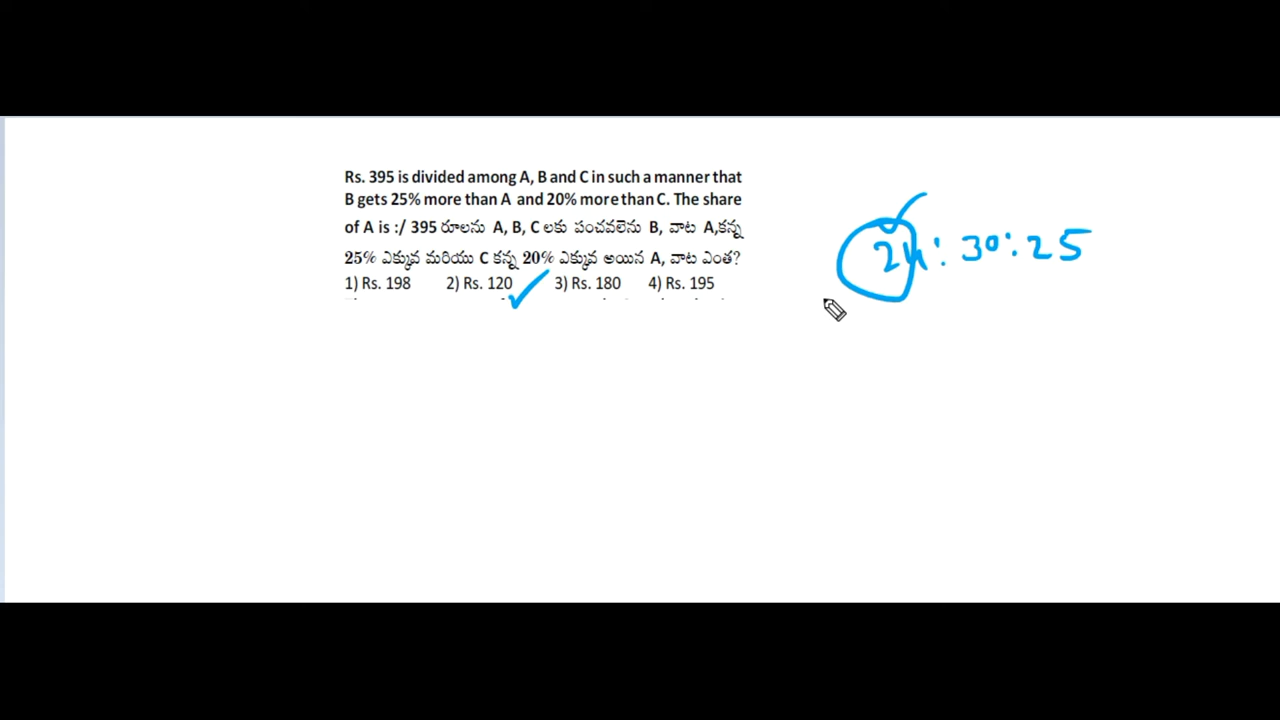 Rs. 395 is divided among A, B and C in such a manner that
B gets 25% more than A and 20% more than C. The share
of A is :/ 395 రూలను A, B, C లకు పంచవలెను B, వాట A,కన్న
25% ఎక్కువ మరియు C కన్న 20% ఎక్కువ అయిన A, వాట ఎంత?
1) Rs. 198 2) Rs. 120 3) Rs. 180 4) Rs. 195
24: 30: 25